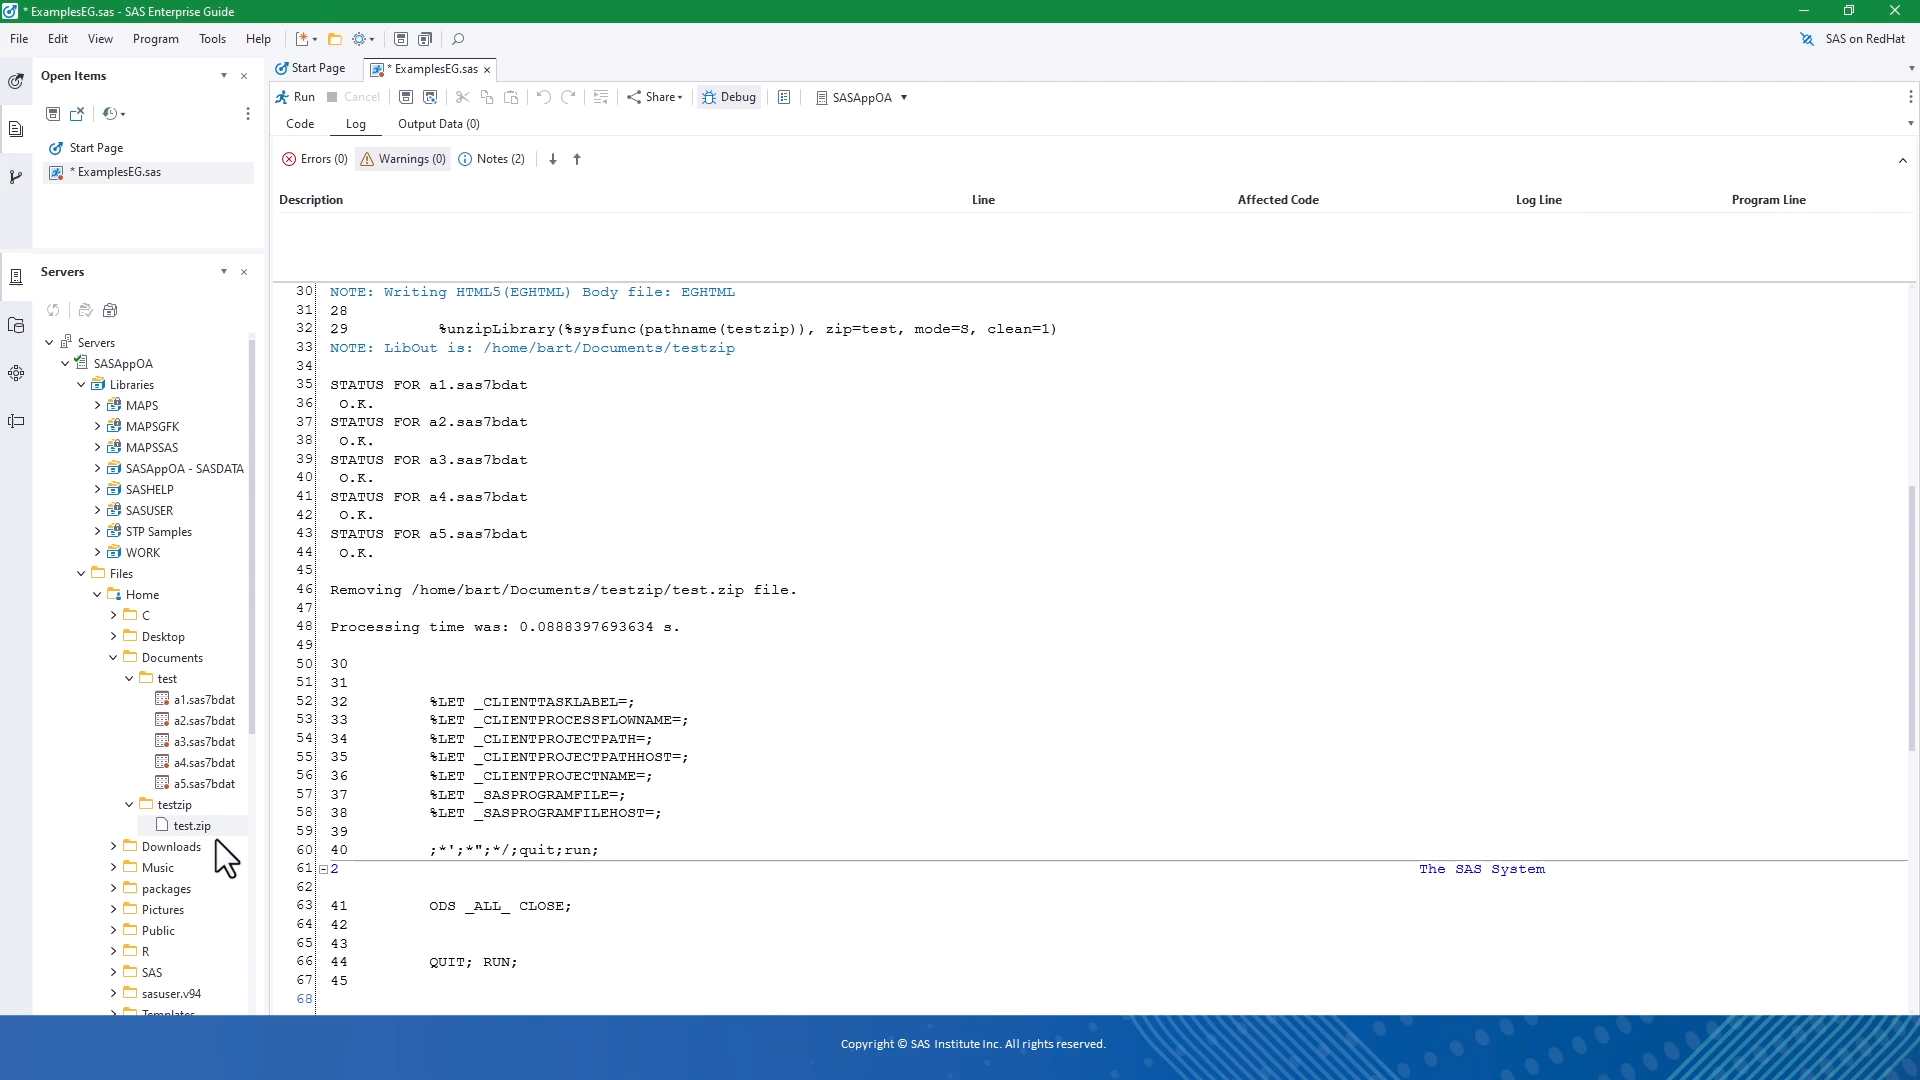 * ExamplesEG.sas - SAS Enterprise Guide
File Edit View Program Tools Help
SAS on RedHat
Open Items
Start Page
* ExamplesEG.sas
Servers
Servers
SASAppOA
Libraries
MAPS
MAPSGFK
MAPSSAS
SASAppOA - SASDATA
SASHELP
SASUSER
STP Samples
WORK
Files
Home
C
Desktop
Documents
test
a1.sas7bdat
a2.sas7bdat
a3.sas7bdat
a4.sas7bdat
a5.sas7bdat
testzip
test.zip
Downloads
Music
packages
Pictures
Public
R
SAS
sasuser.v94
Templates
Start Page * ExamplesEG.sas
Run Cancel Share Debug SASAppOA
Code Log Output Data (0)
Errors (0) Warnings (0) Notes (2)
Description Line Affected Code Log Line Program Line
30 NOTE: Writing HTML5(EGHTML) Body file: EGHTML
31 28
32 29 %unzipLibrary(%sysfunc(pathname(testzip)), zip=test, mode=S, clean=1)
33 NOTE: LibOut is: /home/bart/Documents/testzip
34
35 STATUS FOR a1.sas7bdat
36 O.K.
37 STATUS FOR a2.sas7bdat
38 O.K.
39 STATUS FOR a3.sas7bdat
40 O.K.
41 STATUS FOR a4.sas7bdat
42 O.K.
43 STATUS FOR a5.sas7bdat
44 O.K.
45
46 Removing /home/bart/Documents/testzip/test.zip file.
47
48 Processing time was: 0.0888397693634 s.
49
50 30
51 31
52 32 %LET _CLIENTTASKLABEL=;
53 33 %LET _CLIENTPROCESSFLOWNAME=;
54 34 %LET _CLIENTPROJECTPATH=;
55 35 %LET _CLIENTPROJECTPATHHOST=;
56 36 %LET _CLIENTPROJECTNAME=;
57 37 %LET _SASPROGRAMFILE=;
58 38 %LET _SASPROGRAMFILEHOST=;
59 39
60 40 ;*';*";*/;quit;run;
61 2 The SAS System
62
63 41 ODS _ALL_ CLOSE;
64 42
65 43
66 44 QUIT; RUN;
67 45
68
Copyright © SAS Institute Inc. All rights reserved.